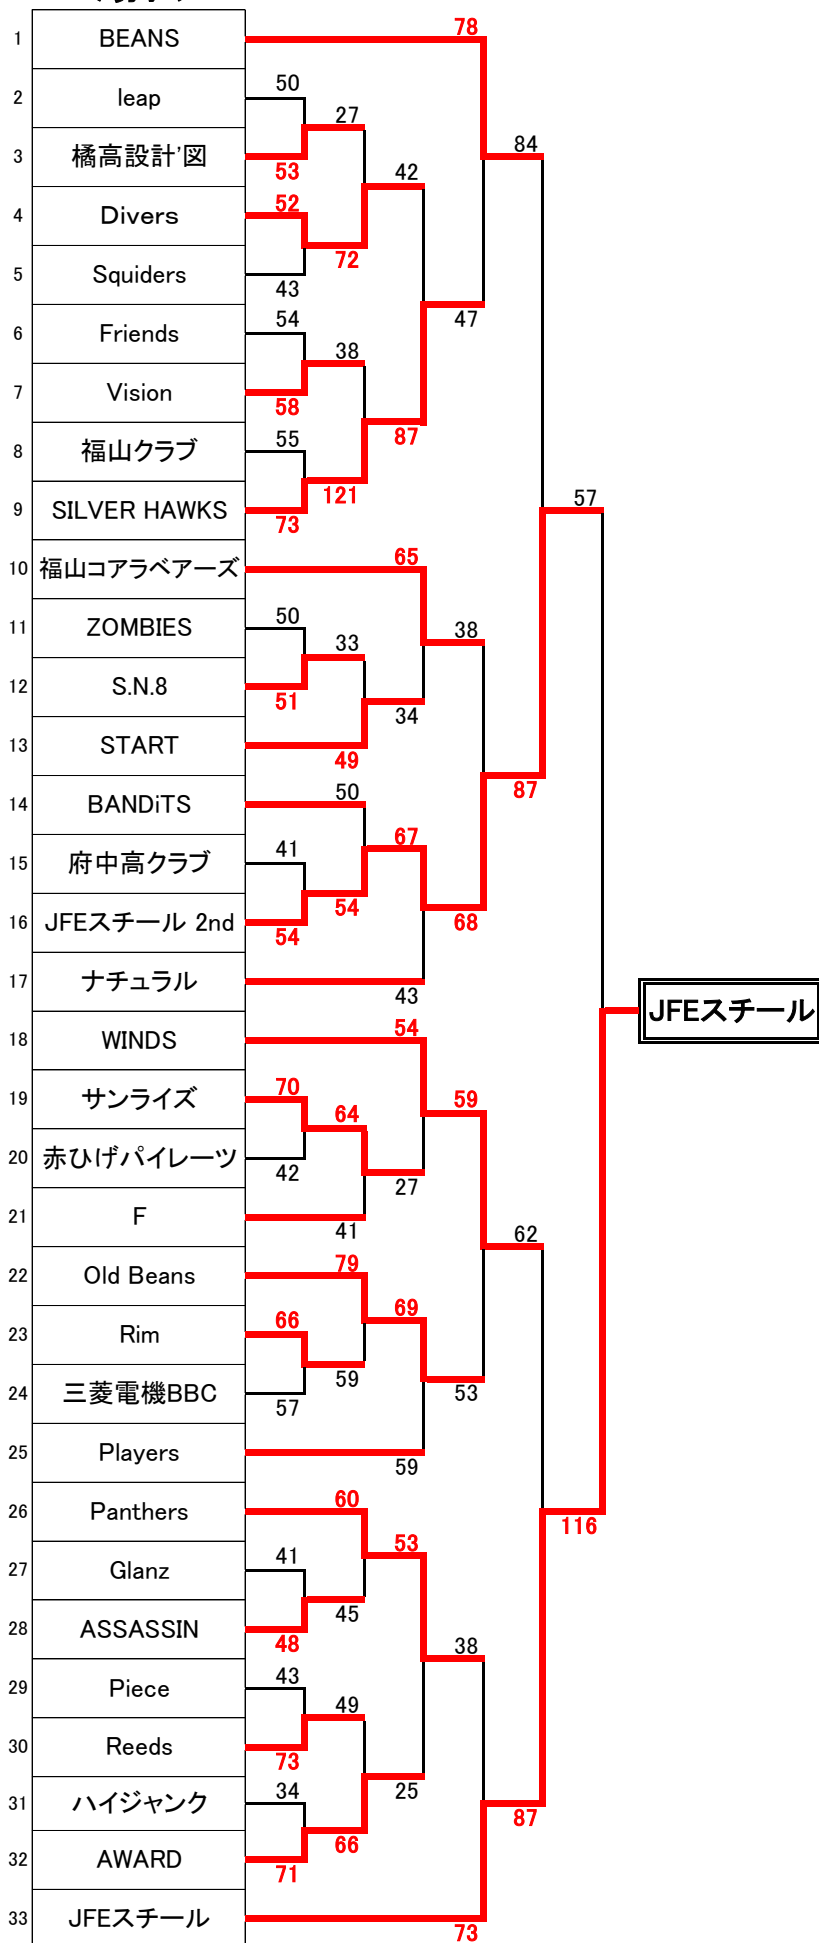 1 BEANS 78
2 leap 50
27
3 橘高設計'図 53
84
42
4 Divers 52
72
5 Squiders 43
6 Friends 54
47
38
7 Vision 58
87
8 福山クラブ 55
121
9 SILVER HAWKS 73
57
10 福山コアラベアーズ 65
11 ZOMBIES 50
33
38
12 S.N.8 51
34
13 START 49
14 BANDiTS 50
87
67
15 府中高クラブ 41
54
68
16 JFEスチール 2nd 54
17 ナチュラル 43
JFEスチール
18 WINDS 54
19 サンライズ 70
64
59
20 赤ひげパイレーツ 42
27
21 F 41
62
22 Old Beans 79
69
23 Rim 66
59
53
24 三菱電機BBC 57
25 Players 59
26 Panthers 60
116
53
27 Glanz 41
45
28 ASSASSIN 48
38
29 Piece 43
49
30 Reeds 73
25
31 ハイジャンク 34
87
66
32 AWARD 71
33 JFEスチール 73